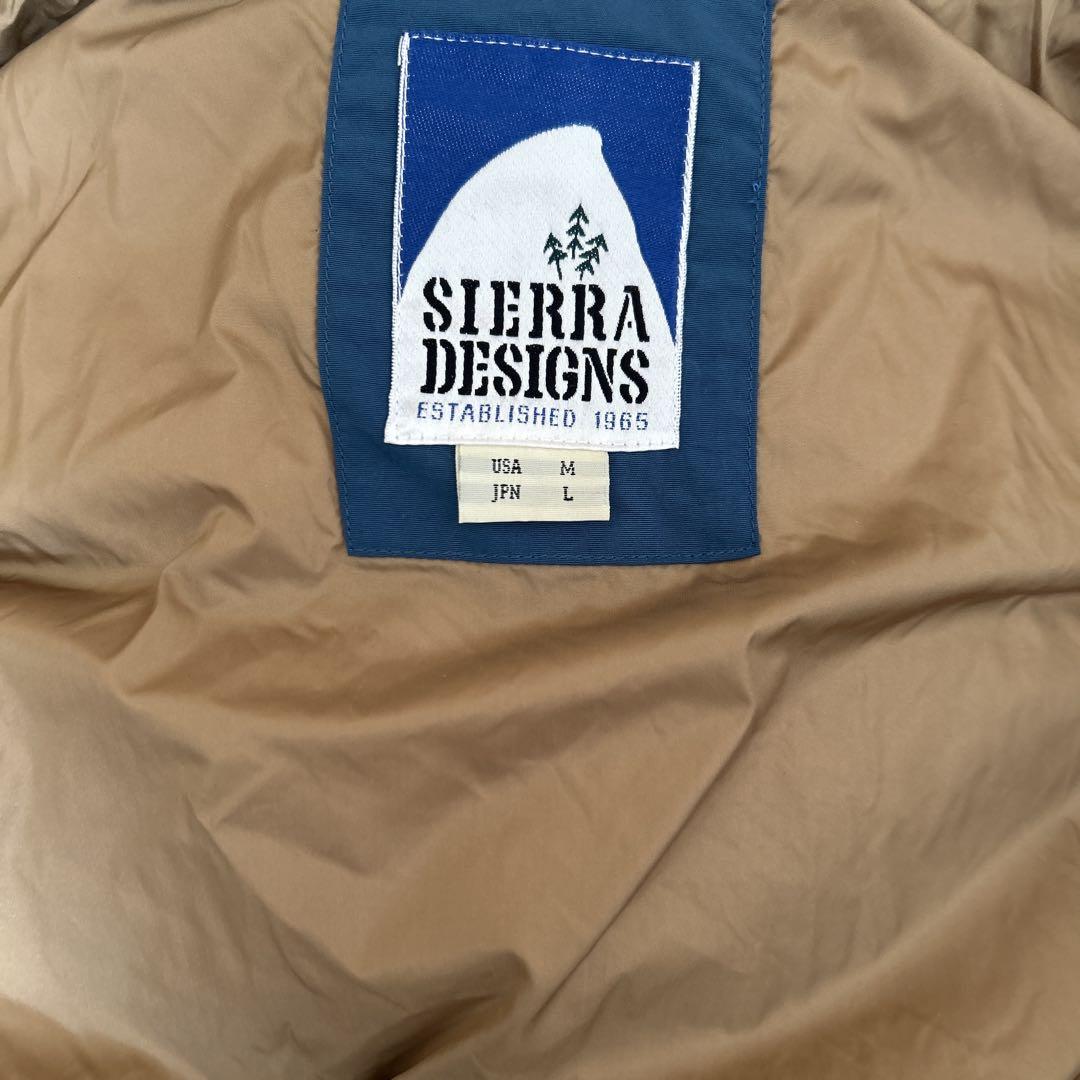 SIERRA
DESIGNS
ESTABLISHED 1965
USA M
JPN L